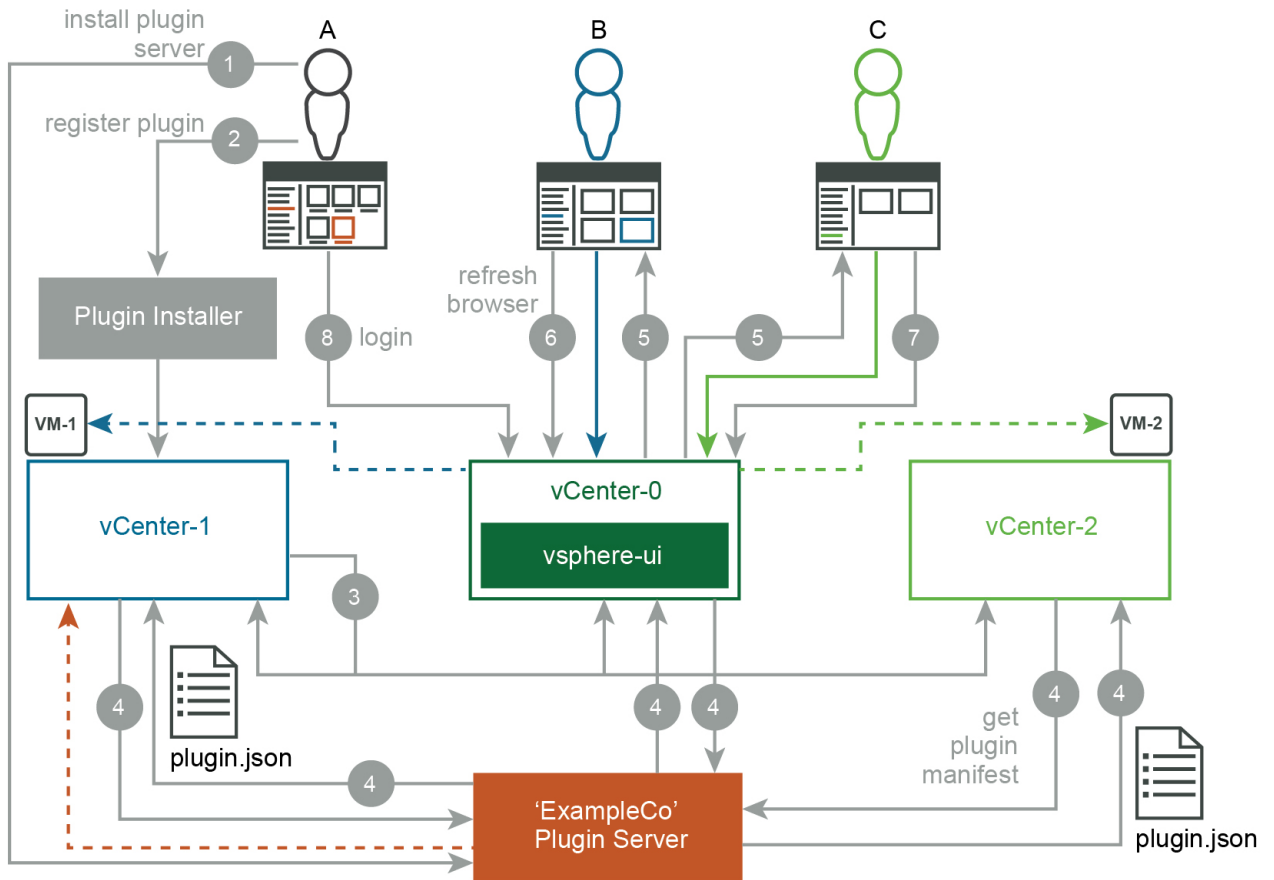 install plugin
server
1
A
B
C
register plugin
2
refresh
browser
Plugin Installer
8
login
6
5
5
7
VM-1
VM-2
vCenter-1
vCenter-0
vsphere-ui
vCenter-2
3
4
plugin.json
4
4
4
4
4
get
plugin
manifest
4
‘ExampleCo’
Plugin Server
plugin.json